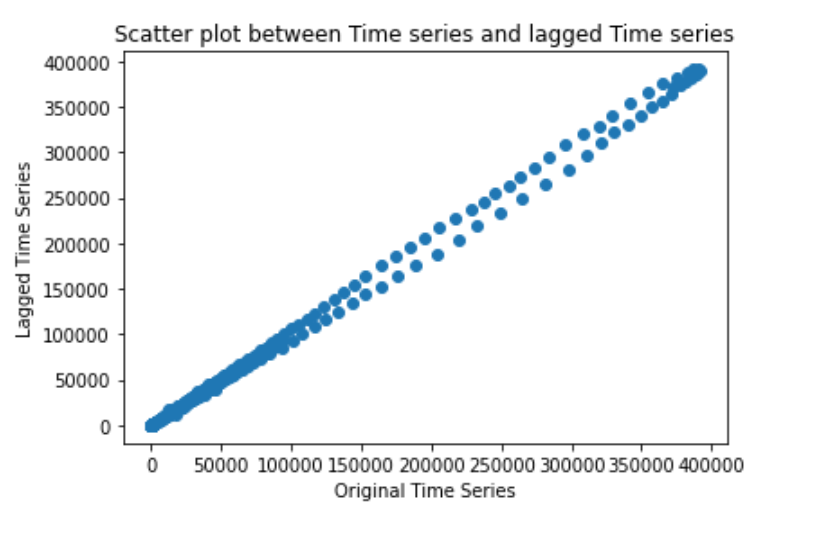 Scatter plot between Time series and lagged Time series
400000
350000
300000
250000
200000
150000
100000
50000
0
Lagged Time Series
0 50000 100000 150000 200000 250000 300000 350000 400000
Original Time Series